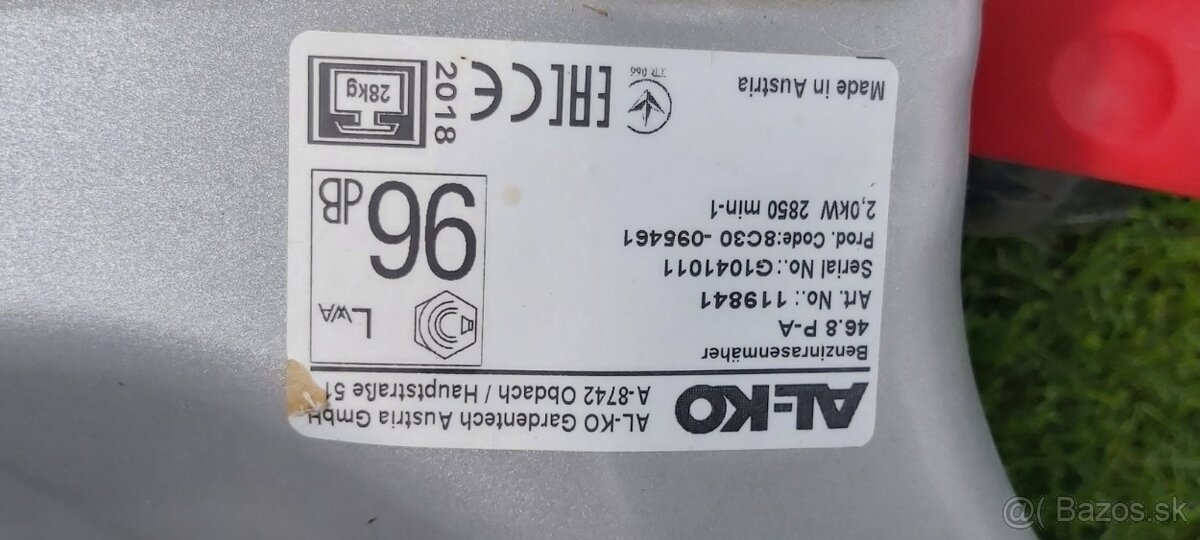 AL-KO
AL-KO Gardentech Austria GmbH
A-8742 Obdach / Hauptstraße 51
Benzinrasenmäher
46.8 P-A
Art. No.: 119841
Serial No.: G1041011
Prod. Code:8C30 -095461
2,0kW 2850 min-1
LWA
96 dB
Made in Austria
EAC
CE
2018
28kg
@( Bazos.sk